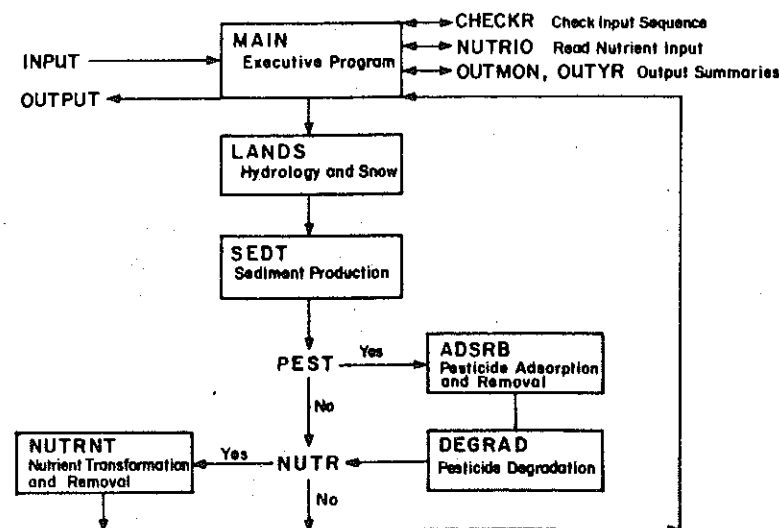 CHECKR Check Input Sequence
MAIN
NUTRIO Read Nutrient Input
INPUT
Executive Program
OUTMON, OUTYR Output Summaries
OUTPUT
LANDS
Hydrology and Snow
SEDT
Sediment Production
PEST
Yes
ADSRB
Pesticide Adsorption
and Removal
No
NUTRNT
Nutrient Transformation
and Removal
Yes
NUTR
DEGRAD
Pesticide Degradation
No